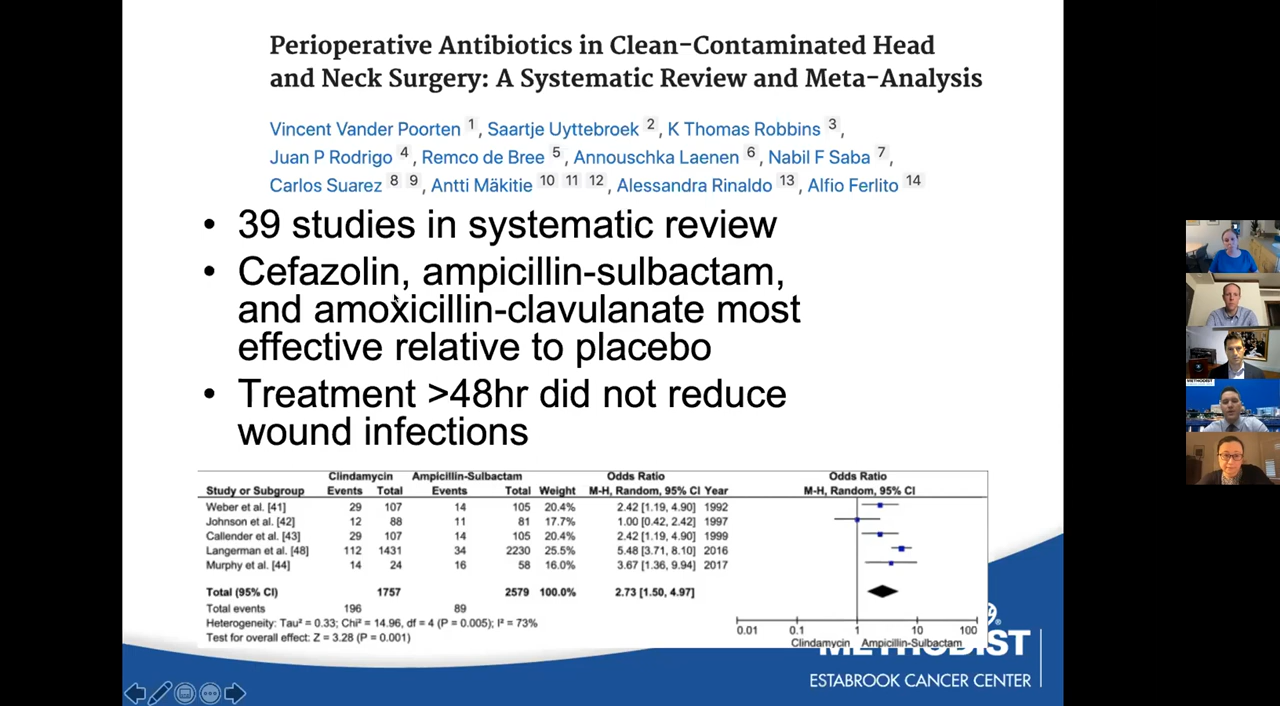 Perioperative Antibiotics in Clean-Contaminated Head
and Neck Surgery: A Systematic Review and Meta-Analysis
Vincent Vander Poorten 1, Saartje Uyttebroek 2, K Thomas Robbins 3,
Juan P Rodrigo 4, Remco de Bree 5, Annouschka Laenen 6, Nabil F Saba 7,
Carlos Suarez 8 9, Antti Mäkitie 10 11 12, Alessandra Rinaldo 13, Alfio Ferlito 14
• 39 studies in systematic review
• Cefazolin, ampicillin-sulbactam,
and amoxicillin-clavulanate most
effective relative to placebo
• Treatment >48hr did not reduce
wound infections
Clindamycin Ampicillin-Sulbactam Odds Ratio Odds Ratio
Study or Subgroup Events Total Events Total Weight M-H, Random, 95% CI Year M-H, Random, 95% CI
Weber et al. [41] 29 107 14 105 20.4% 2.42 [1.19, 4.90] 1992
Johnson et al. [42] 12 88 11 81 17.7% 1.00 [0.42, 2.42] 1997
Callender et al. [43] 29 107 14 105 20.4% 2.42 [1.19, 4.90] 1999
Langerman et al. [48] 112 1431 34 2230 25.5% 5.48 [3.71, 8.10] 2016
Murphy et al. [44] 14 24 16 58 16.0% 3.67 [1.36, 9.94] 2017
Total (95% CI) 1757 2579 100.0% 2.73 [1.50, 4.97]
Total events 196 89
Heterogeneity: Tau² = 0.33; Chi² = 14.96, df = 4 (P = 0.005); I² = 73%
Test for overall effect: Z = 3.28 (P = 0.001)
0.01 0.1 1 10 100
Clindamycin Ampicillin-Sulbactam
METHODIST
®
ESTABROOK CANCER CENTER
METHODIST